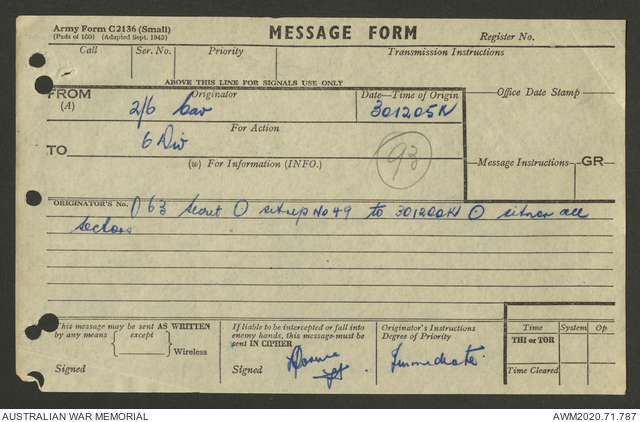 Army Form C2136 (Small)
(Pads of 100) (Adapted Sept. 1943)
MESSAGE FORM
Register No.
Call
Ser. No.
Priority
Transmission Instructions
ABOVE THIS LINE FOR SIGNALS USE ONLY
FROM
(A)
Originator
2/6 Cav
Date—Time of Origin
301205K
Office Date Stamp
For Action
TO
6 Div
(W) For Information (INFO.)
93
Message Instructions
GR
ORIGINATOR'S No.
O 63 Secret O sitrep No 49 to 301200K O sitnor all
sectors
This message may be sent AS WRITTEN
by any means
except
Wireless
Signed
If liable to be intercepted or fall into
enemy hands, this message must be
sent IN CIPHER
Signed
Originator's Instructions
Degree of Priority
Immediate.
Time
System
Op
THI or TOR
Time Cleared
AUSTRALIAN WAR MEMORIAL
AWM2020.71.787